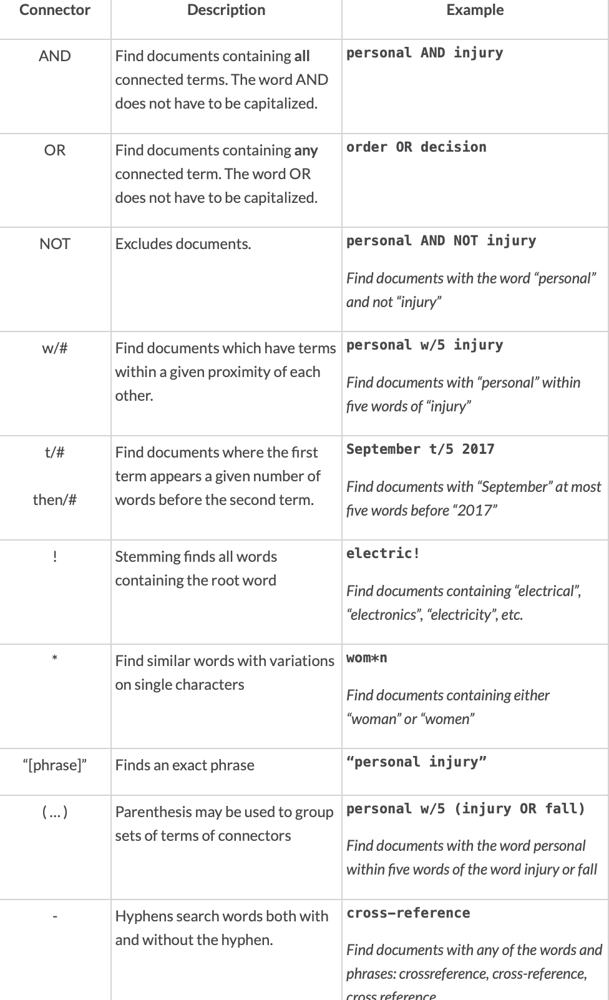 Connector Description Example
AND
Find documents containing all
connected terms. The word AND
does not have to be capitalized.
personal AND injury
OR
Find documents containing any
connected term. The word OR
does not have to be capitalized.
order OR decision
NOT
Excludes documents.
personal AND NOT injury
Find documents with the word “personal”
and not “injury”
w/#
Find documents which have terms
within a given proximity of each
other.
personal w/5 injury
Find documents with “personal” within
five words of “injury”
t/#
then/#
Find documents where the first
term appears a given number of
words before the second term.
September t/5 2017
Find documents with “September” at most
five words before “2017”
!
Stemming finds all words
containing the root word
electric!
Find documents containing “electrical”,
“electronics”, “electricity”, etc.
*
Find similar words with variations
on single characters
wom*n
Find documents containing either
“woman” or “women”
“[phrase]”
Finds an exact phrase
“personal injury”
(...)
Parenthesis may be used to group
sets of terms of connectors
personal w/5 (injury OR fall)
Find documents with the word personal
within five words of the word injury or fall
-
Hyphens search words both with
and without the hyphen.
cross-reference
Find documents with any of the words and
phrases: crossreference, cross-reference,
cross reference